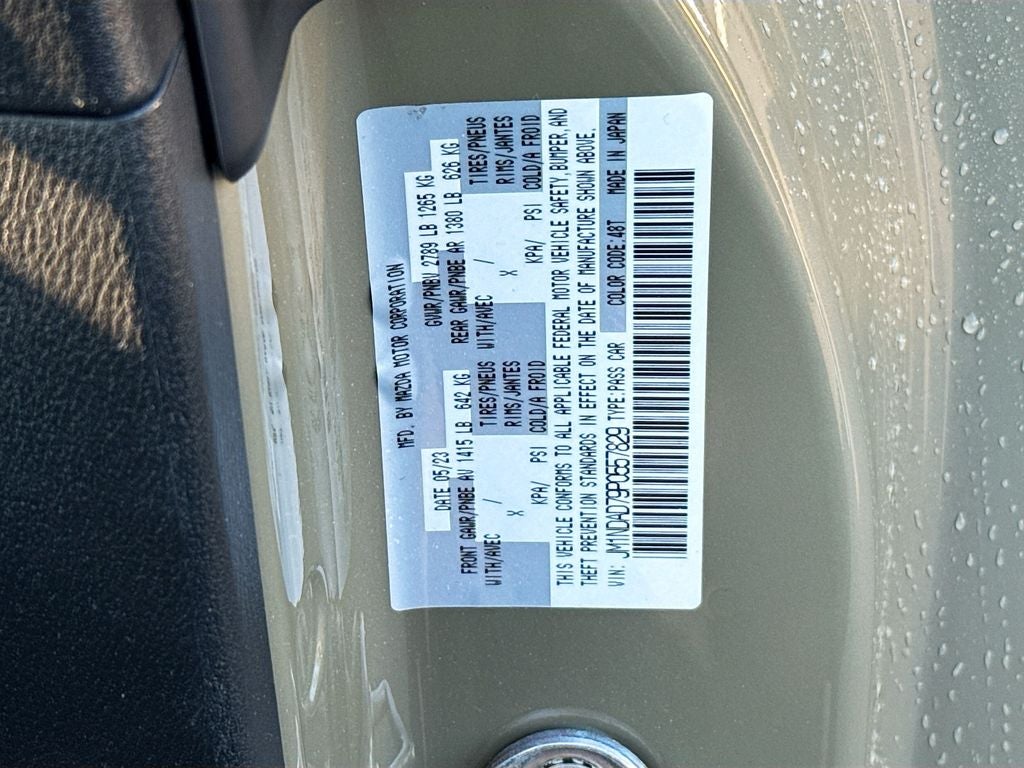 MFD. BY MAZDA MOTOR CORPORATION
DATE 05/23 GVWR/PNBV 2789 LB 1265 KG
FRONT GAWR/PNBE AV 1415 LB 642 KG REAR GAWR/PNBE AR 1380 LB 626 KG
WITH/AVEC / TIRES/PNEUS WITH/AVEC / TIRES/PNEUS
X RIMS/JANTES X RIMS/JANTES
KPA/ PSI COLD/A FROID KPA/ PSI COLD/A FROID
THIS VEHICLE CONFORMS TO ALL APPLICABLE FEDERAL MOTOR VEHICLE SAFETY, BUMPER, AND
THEFT PREVENTION STANDARDS IN EFFECT ON THE DATE OF MANUFACTURE SHOWN ABOVE.
VIN: JM1NDAD79P0557829 TYPE:PASS CAR COLOR CODE:48T MADE IN JAPAN